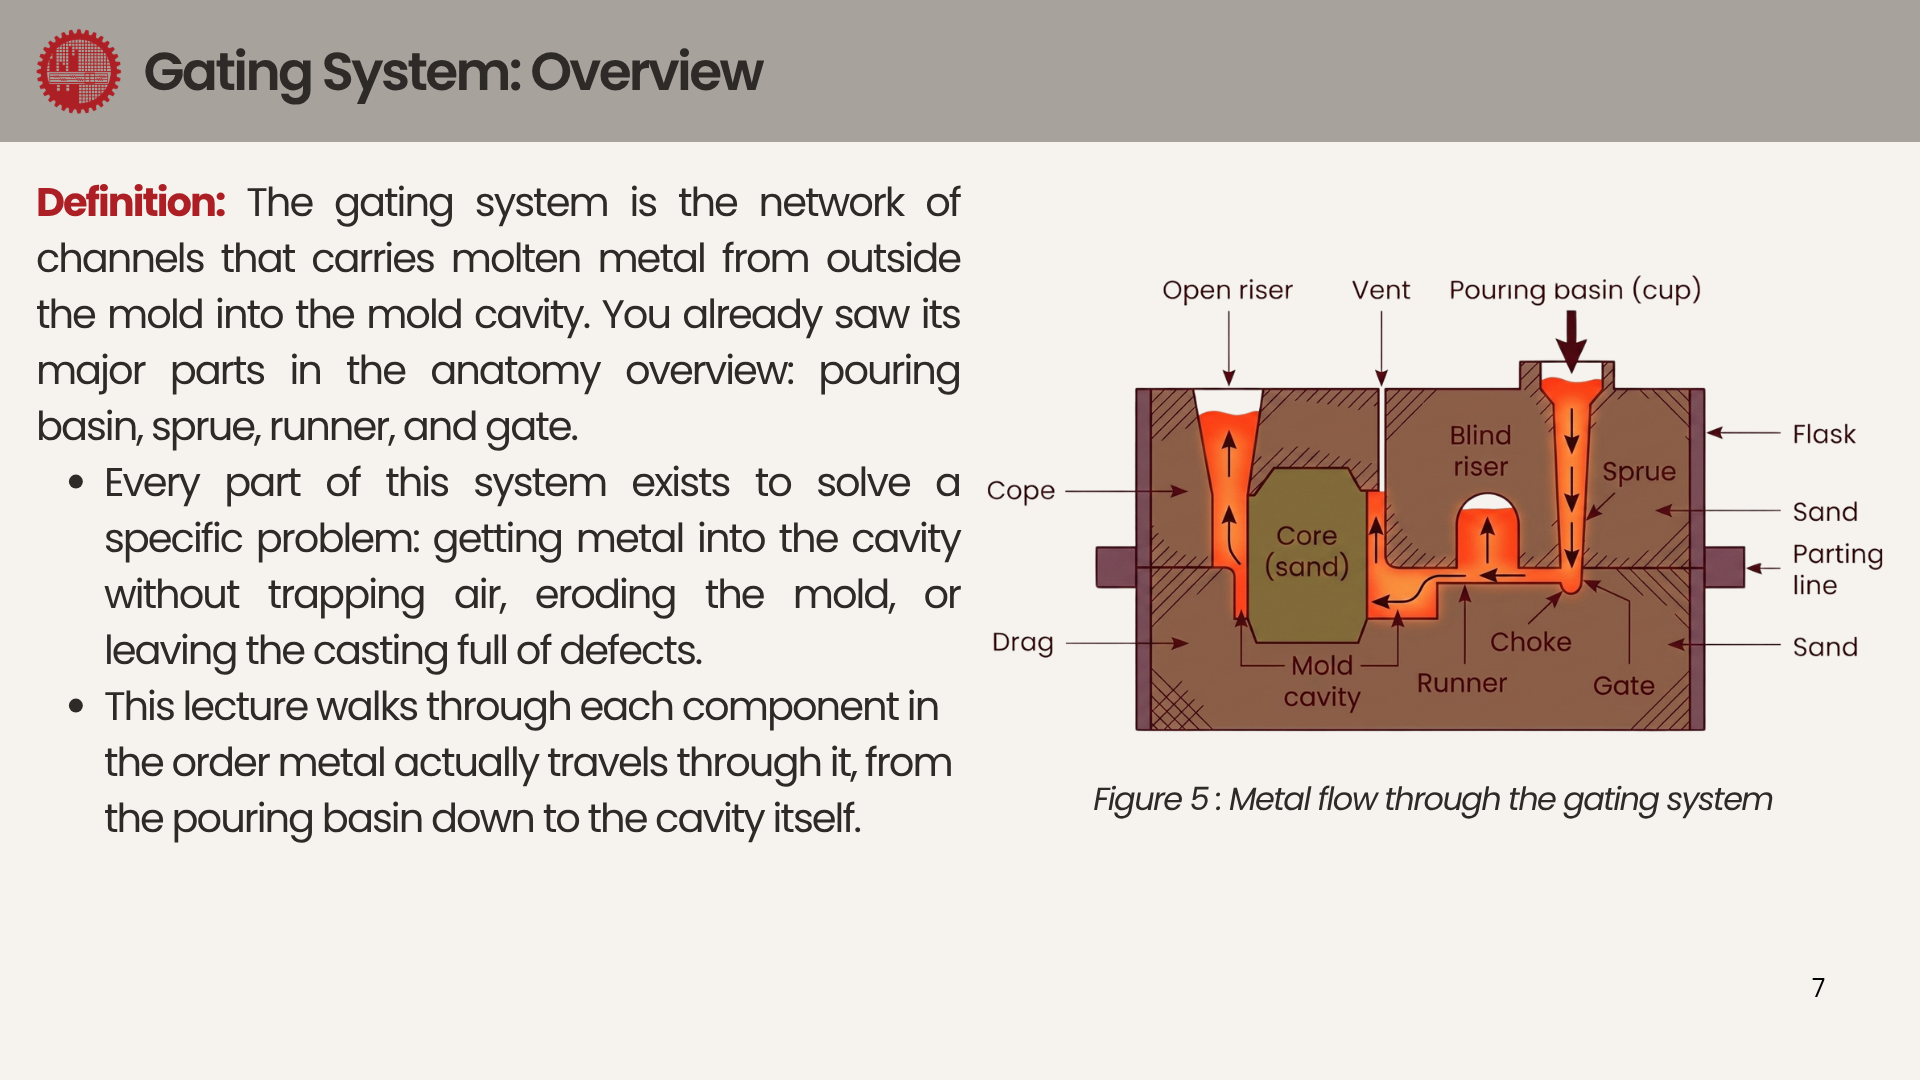 Gating System: Overview
Definition: The gating system is the network of
channels that carries molten metal from outside
the mold into the mold cavity. You already saw its
major parts in the anatomy overview: pouring
basin, sprue, runner, and gate.
• Every part of this system exists to solve a
specific problem: getting metal into the cavity
without trapping air, eroding the mold, or
leaving the casting full of defects.
• This lecture walks through each component in
the order metal actually travels through it, from
the pouring basin down to the cavity itself.
Open riser
Vent
Pouring basin (cup)
Flask
Blind
riser
Sprue
Cope
Sand
Core
(sand)
Parting
line
Drag
Choke
Sand
Mold
cavity
Runner
Gate
Figure 5 : Metal flow through the gating system
7